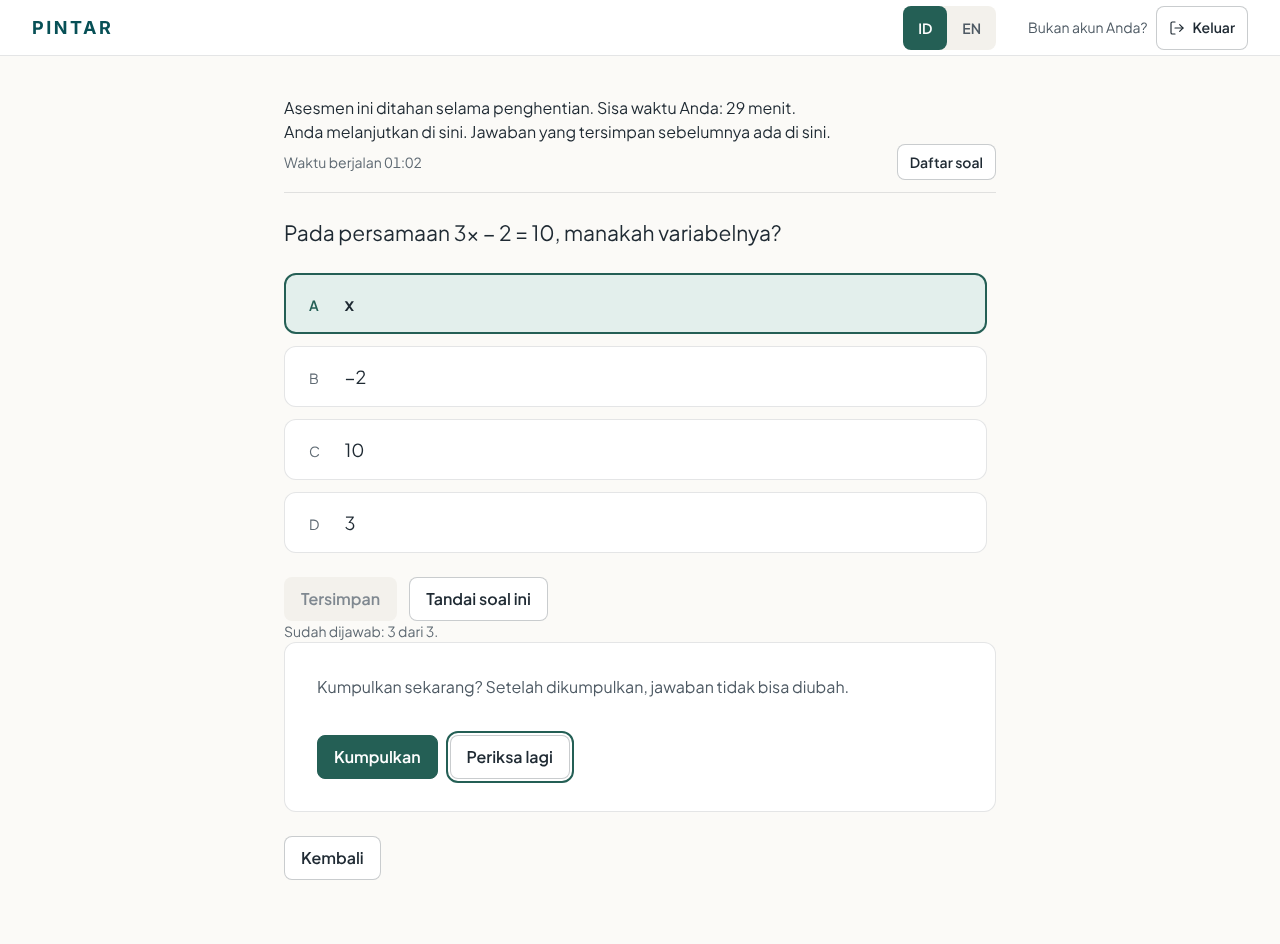 PINTAR
ID EN Bukan akun Anda? Keluar
Asesmen ini ditahan selama penghentian. Sisa waktu Anda: 29 menit.
Anda melanjutkan di sini. Jawaban yang tersimpan sebelumnya ada di sini.
Waktu berjalan 01:02 Daftar soal
Pada persamaan 3× − 2 = 10, manakah variabelnya?
A x
B −2
C 10
D 3
Tersimpan Tandai soal ini
Sudah dijawab: 3 dari 3.
Kumpulkan sekarang? Setelah dikumpulkan, jawaban tidak bisa diubah.
Kumpulkan Periksa lagi
Kembali